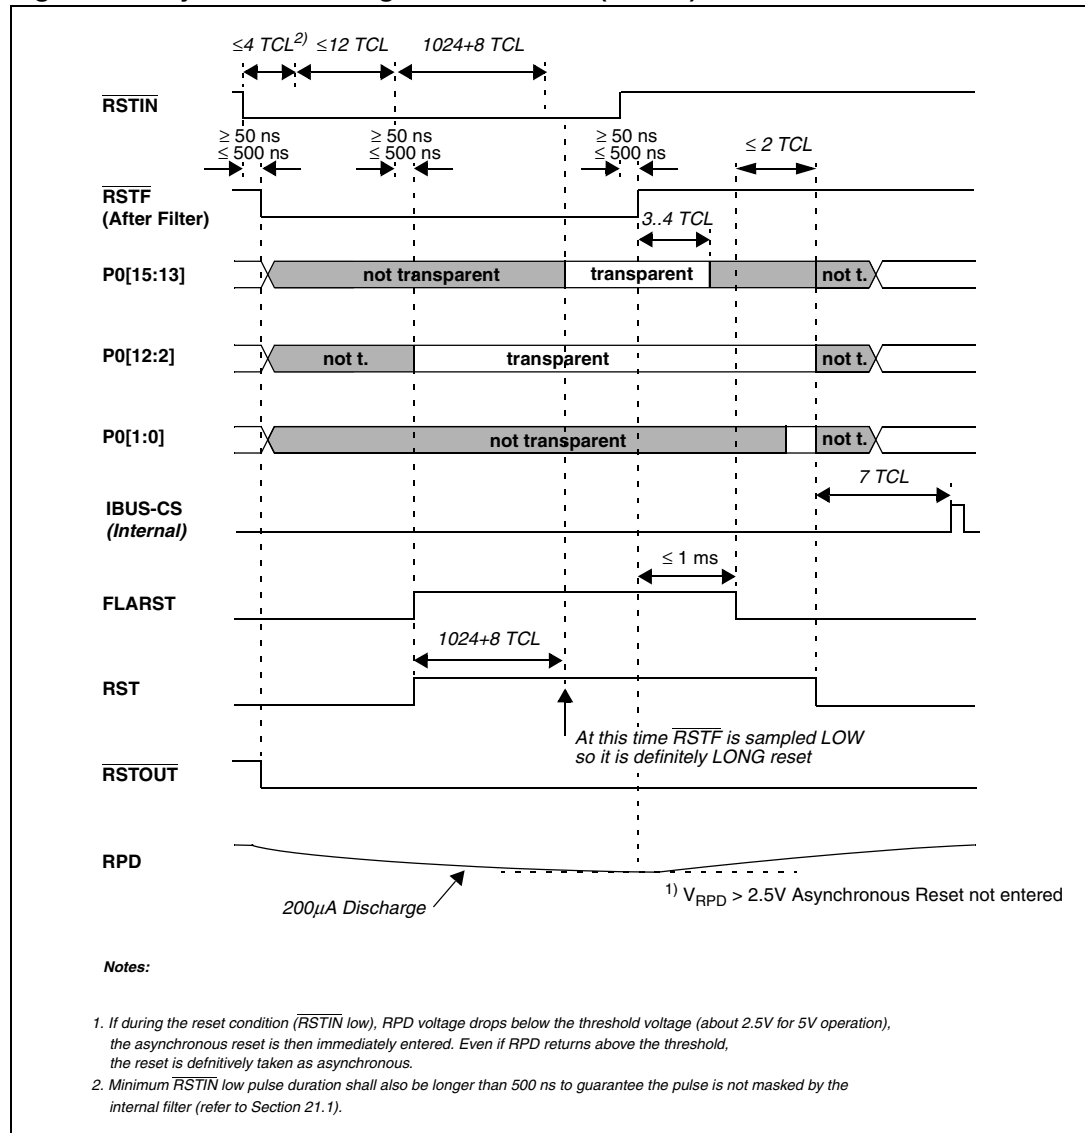 ≤4 TCL2) ≤12 TCL 1024+8 TCL
RSTIN
≥ 50 ns ≥ 50 ns ≥ 50 ns
≤ 500 ns ≤ 500 ns ≤ 500 ns
≤ 2 TCL
RSTF
(After Filter)
3..4 TCL
P0[15:13] not transparent transparent not t.
P0[12:2] not t. transparent not t.
P0[1:0] not transparent not t.
7 TCL
IBUS-CS
(Internal)
≤ 1 ms
FLARST
1024+8 TCL
RST
At this time RSTF is sampled LOW
so it is definitely LONG reset
RSTOUT
RPD
200μA Discharge
1) VRPD > 2.5V Asynchronous Reset not entered
Notes:
1. If during the reset condition (RSTIN low), RPD voltage drops below the threshold voltage (about 2.5V for 5V operation),
the asynchronous reset is then immediately entered. Even if RPD returns above the threshold,
the reset is defnitively taken as asynchronous.
2. Minimum RSTIN low pulse duration shall also be longer than 500 ns to guarantee the pulse is not masked by the
internal filter (refer to Section 21.1).